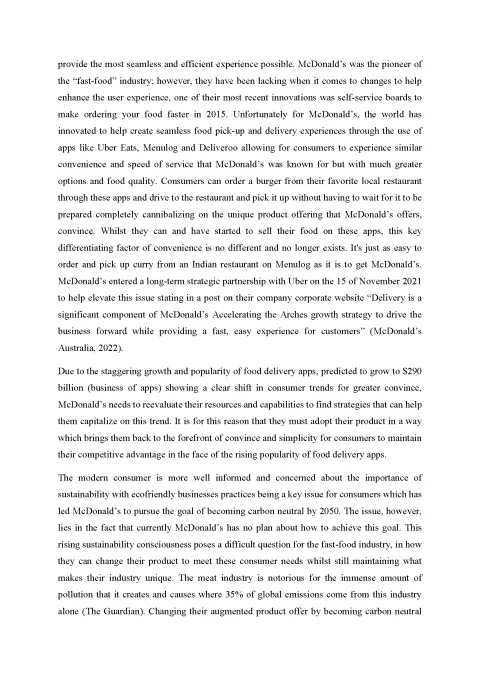 provide the most seamless and efficient experience possible. McDonald's was the pioneer of
the “fast-food” industry; however, they have been lacking when it comes to changes to help
enhance the user experience, one of their most recent innovations was self-service boards to
make ordering your food faster in 2015. Unfortunately for McDonald's, the world has
innovated to help create seamless food pick-up and delivery experiences through the use of
apps like Uber Eats, Menulog and Deliveroo allowing for consumers to experience similar
convenience and speed of service that McDonald's was known for but with much greater
options and food quality. Consumers can order a burger from their favorite local restaurant
through these apps and drive to the restaurant and pick it up without having to wait for it to be
prepared completely cannibalizing on the unique product offering that McDonald's offers,
convince. Whilst they can and have started to sell their food on these apps, this key
differentiating factor of convenience is no different and no longer exists. It's just as easy to
order and pick up curry from an Indian restaurant on Menulog as it is to get McDonald's.
McDonald's entered a long-term strategic partnership with Uber on the 15 of November 2021
to help elevate this issue stating in a post on their company corporate website “Delivery is a
significant component of McDonald's Accelerating the Arches growth strategy to drive the
business forward while providing a fast, easy experience for customers” (McDonald's
Australia, 2022).
Due to the staggering growth and popularity of food delivery apps, predicted to grow to $290
billion (business of apps) showing a clear shift in consumer trends for greater convince,
McDonald's needs to reevaluate their resources and capabilities to find strategies that can help
them capitalize on this trend. It is for this reason that they must adopt their product in a way
which brings them back to the forefront of convince and simplicity for consumers to maintain
their competitive advantage in the face of the rising popularity of food delivery apps.
The modern consumer is more well informed and concerned about the importance of
sustainability with ecofriendly businesses practices being a key issue for consumers which has
led McDonald's to pursue the goal of becoming carbon neutral by 2050. The issue, however,
lies in the fact that currently McDonald's has no plan about how to achieve this goal. This
rising sustainability consciousness poses a difficult question for the fast-food industry, in how
they can change their product to meet these consumer needs whilst still maintaining what
makes their industry unique. The meat industry is notorious for the immense amount of
pollution that it creates and causes where 35% of global emissions come from this industry
alone (The Guardian). Changing their augmented product offer by becoming carbon neutral